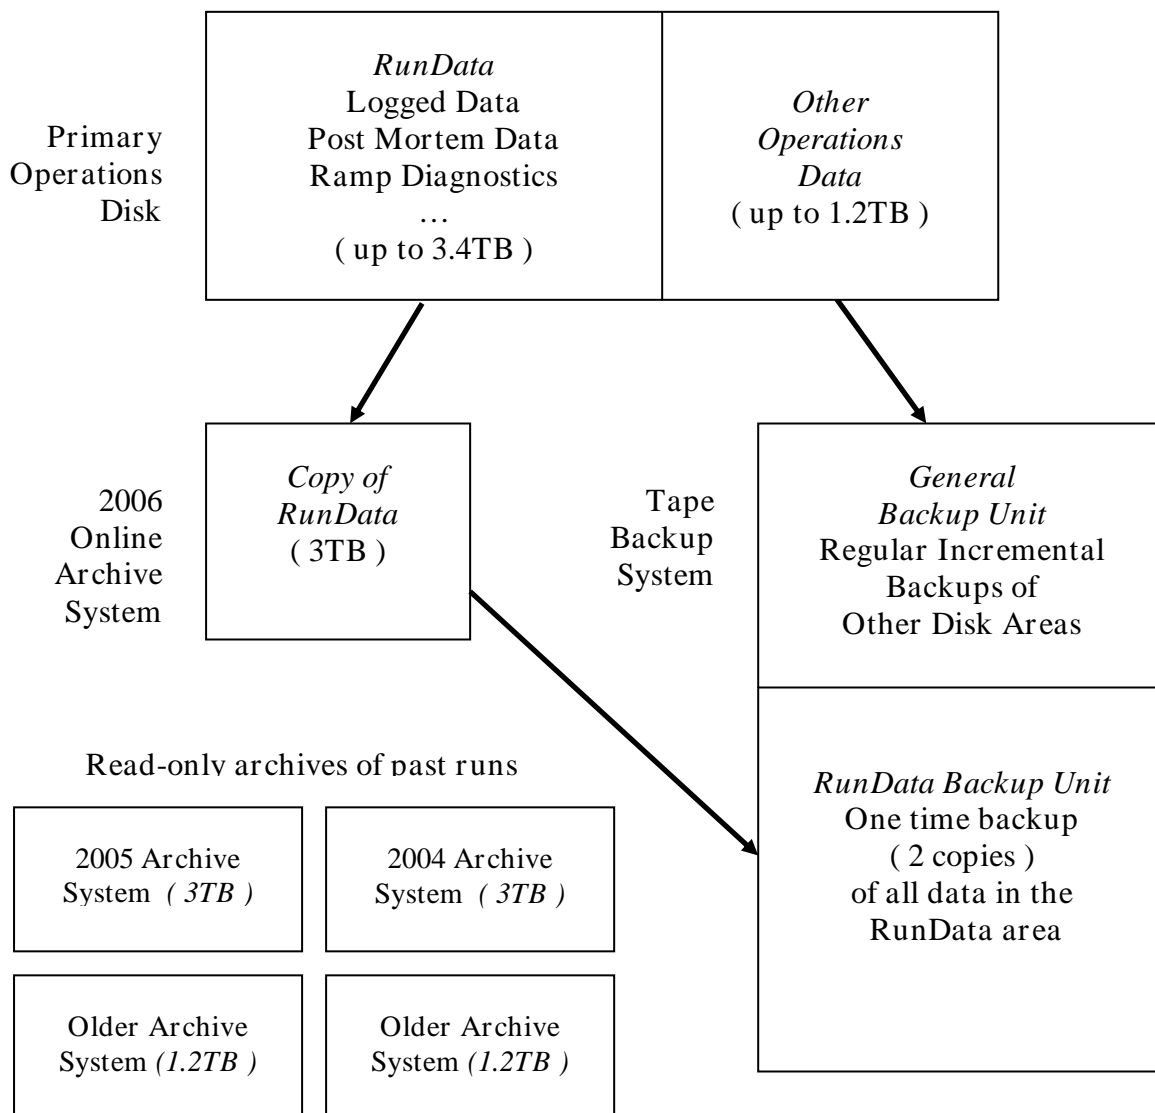 Primary
Operations
Disk
RunData
Logged Data
Post Mortem Data
Ramp Diagnostics
…
( up to 3.4TB )
Other
Operations
Data
( up to 1.2TB )
2006
Online
Archive
System
Copy of
RunData
( 3TB )
Tape
Backup
System
General
Backup Unit
Regular Incremental
Backups of
Other Disk Areas
RunData Backup Unit
One time backup
( 2 copies )
of all data in the
RunData area
Read-only archives of past runs
2005 Archive
System ( 3TB )
2004 Archive
System ( 3TB )
Older Archive
System (1.2TB )
Older Archive
System (1.2TB )